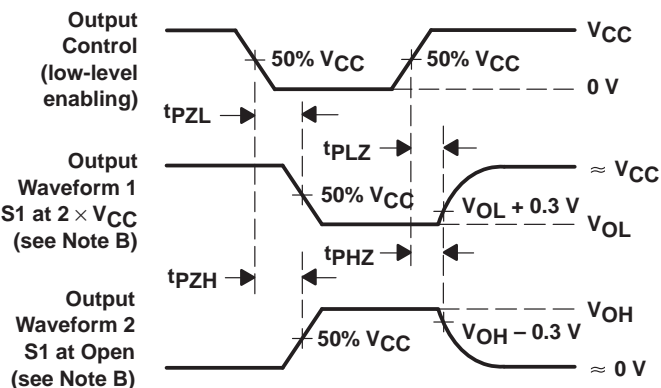 Output
Control
(low-level
enabling)
50% VCC
50% VCC
VCC
0 V
tPZL
tPLZ
Output
Waveform 1
S1 at 2 × VCC
(see Note B)
50% VCC
≈ VCC
VOL + 0.3 V
VOL
tPZH
tPHZ
Output
Waveform 2
S1 at Open
(see Note B)
50% VCC
VOH
VOH – 0.3 V
≈ 0 V